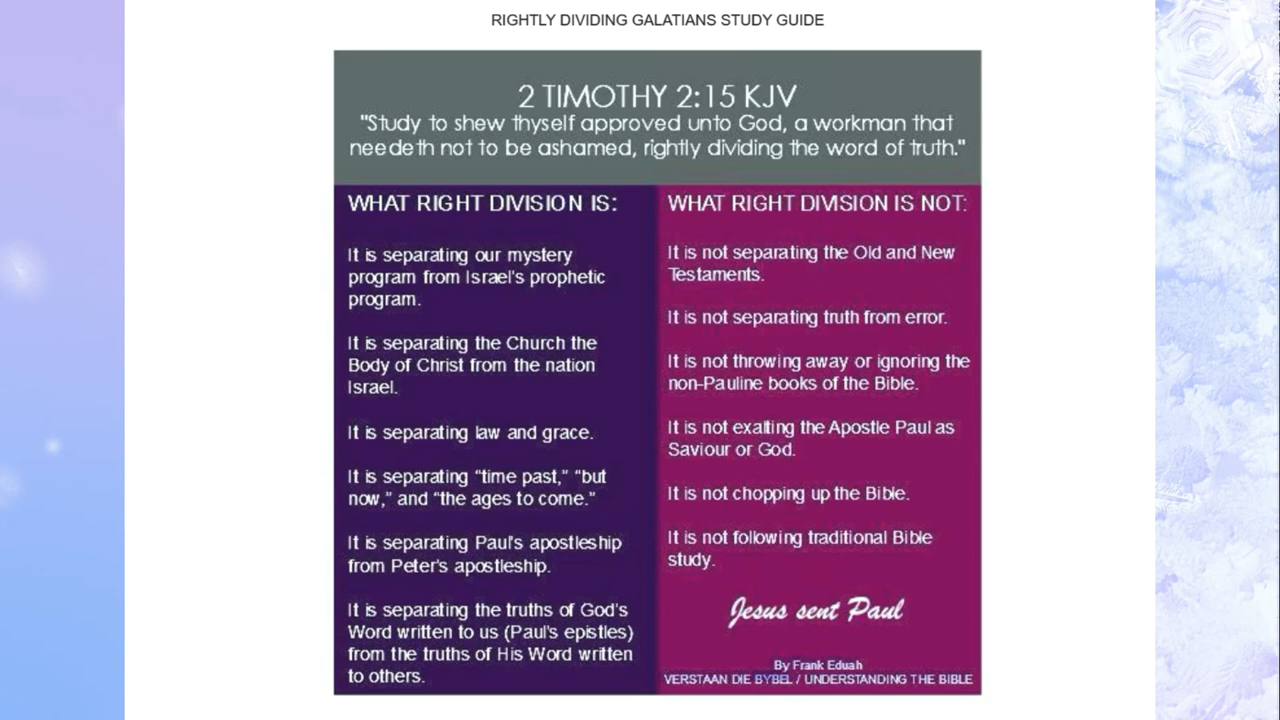 RIGHTLY DIVIDING GALATIANS STUDY GUIDE
2 TIMOTHY 2:15 KJV
"Study to shew thyself approved unto God, a workman that
needeth not to be ashamed, rightly dividing the word of truth."
WHAT RIGHT DIVISION IS:
It is separating our mystery
program from Israel's prophetic
program.
It is separating the Church the
Body of Christ from the nation
Israel.
It is separating law and grace.
It is separating “time past,” “but
now,” and “the ages to come.”
It is separating Paul's apostleship
from Peter's apostleship.
It is separating the truths of God's
Word written to us (Paul's epistles)
from the truths of His Word written
to others.
WHAT RIGHT DIVISION IS NOT:
It is not separating the Old and New
Testaments.
It is not separating truth from error.
It is not throwing away or ignoring the
non-Pauline books of the Bible.
It is not exalting the Apostle Paul as
Saviour or God.
It is not chopping up the Bible.
It is not following traditional Bible
study.
Jesus sent Paul
By Frank Eduah
VERSTAAN DIE BYBEL / UNDERSTANDING THE BIBLE